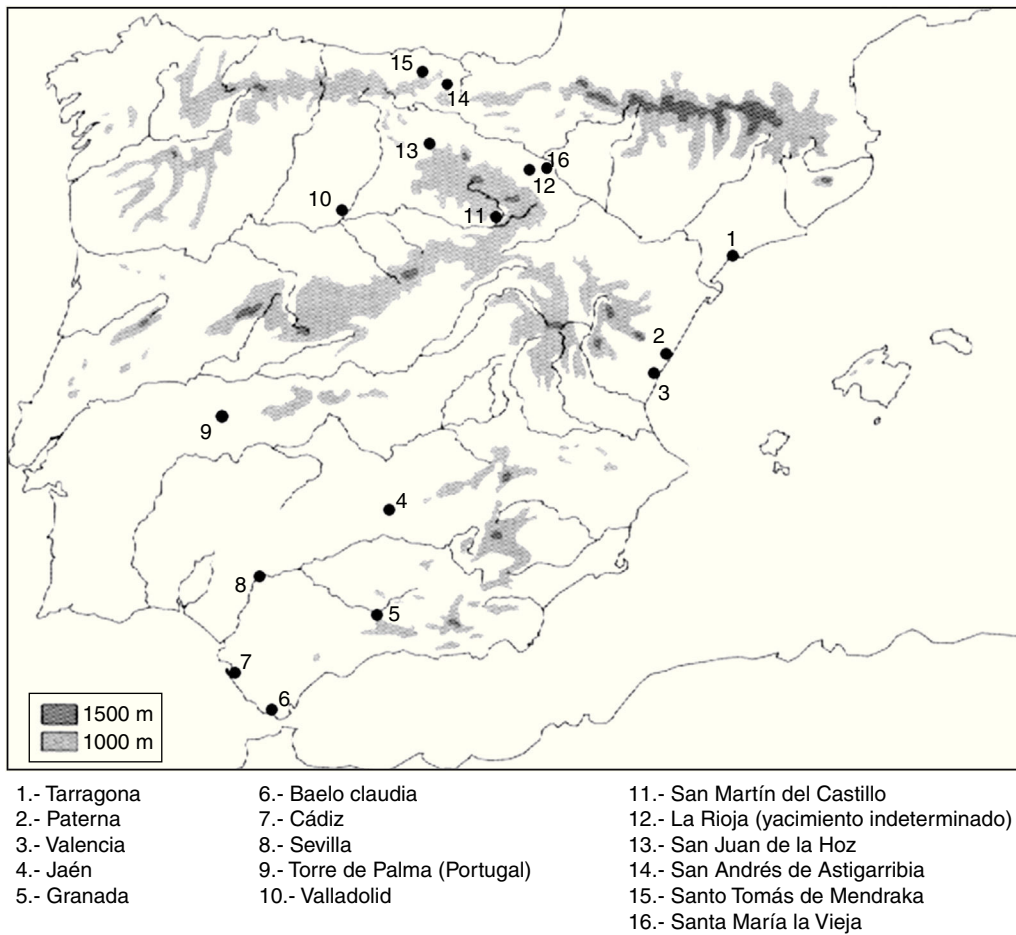 15
14
13
16
12
10
11
1
2
3
9
4
8
5
7
6
1500 m
1000 m
1.- Tarragona
2.- Paterna
3.- Valencia
4.- Jaén
5.- Granada
6.- Baelo claudia
7.- Cádiz
8.- Sevilla
9.- Torre de Palma (Portugal)
10.- Valladolid
11.- San Martín del Castillo
12.- La Rioja (yacimiento indeterminado)
13.- San Juan de la Hoz
14.- San Andrés de Astigarribia
15.- Santo Tomás de Mendraka
16.- Santa María la Vieja